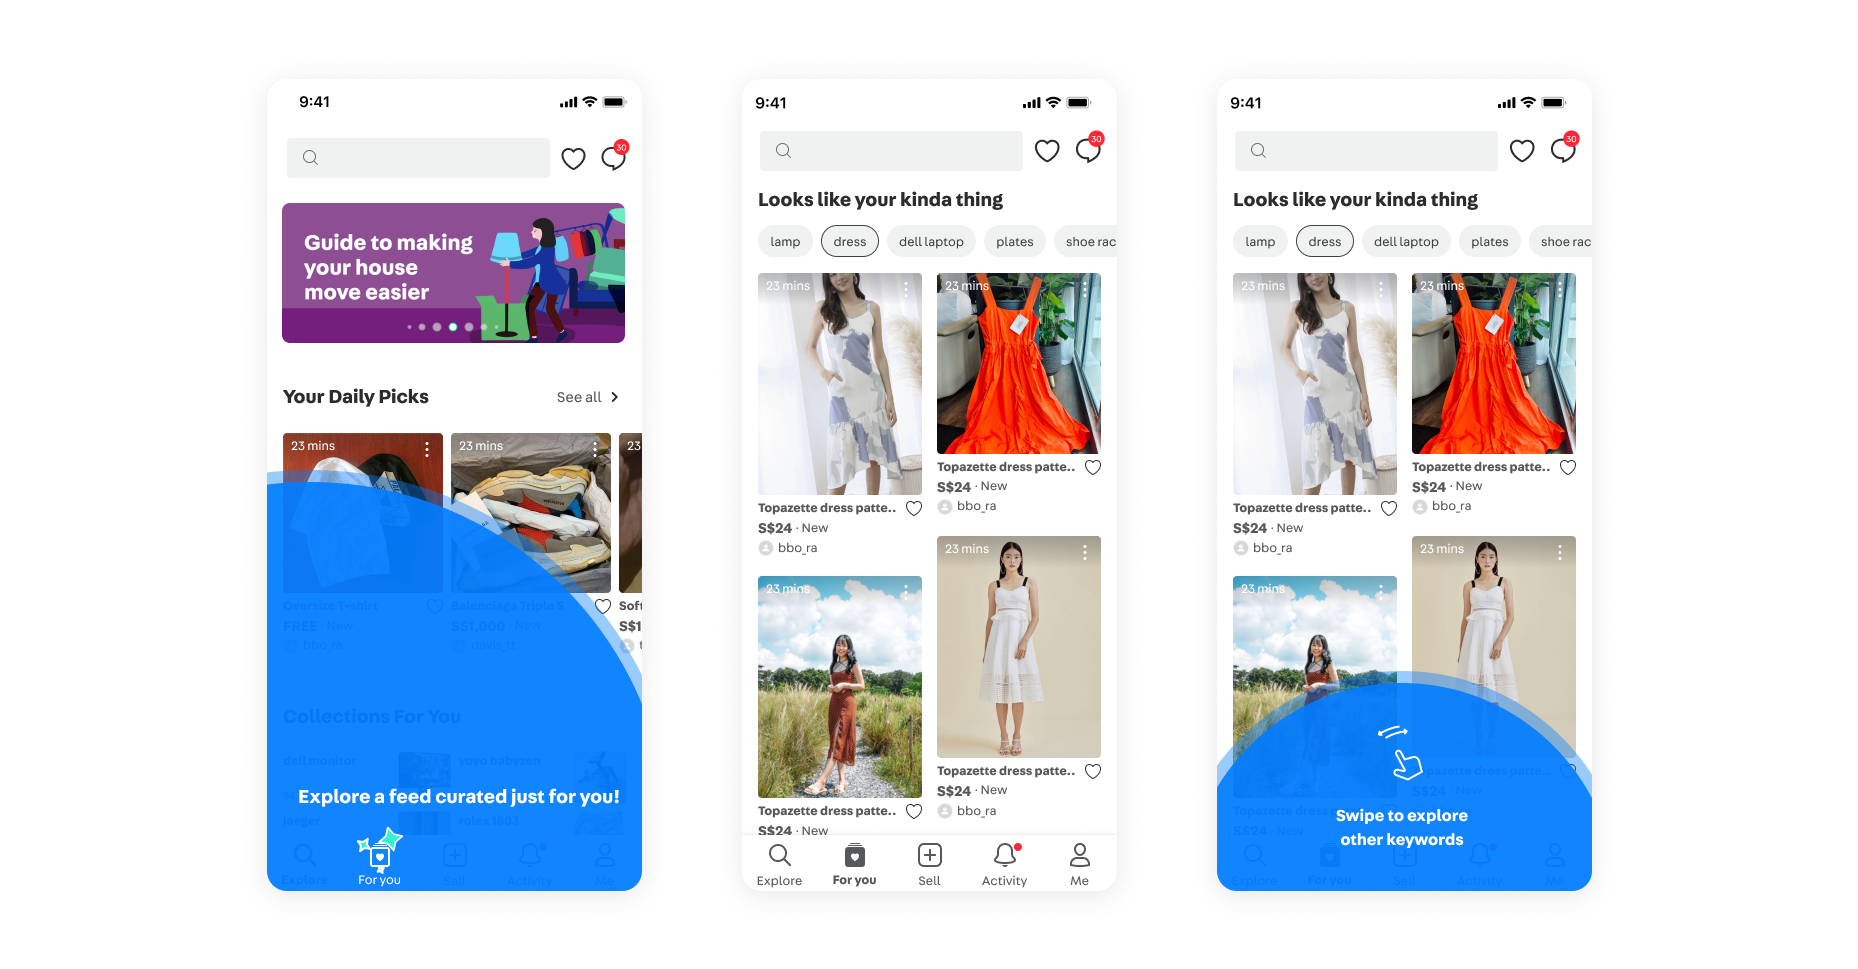 9:41
30
Guide to making
your house
move easier
Your Daily Picks
See all
23 mins
23 mins
23
Oversize T-shirt
Balenciaga Triple S
Soft
FREE · New
S$1,000 · New
S$1
bbo_ra
davis_tt
Collections For You
dell monitor
yoyo babyzen
Explore a feed curated just for you!
jaeger
rolex 1803
Explore
For you
Sell
Activity
Me
9:41
30
Looks like your kinda thing
lamp
dress
dell laptop
plates
shoe rac
23 mins
23 mins
Topazette dress patte..
S$24 · New
bbo_ra
Topazette dress patte..
S$24 · New
bbo_ra
23 mins
23 mins
Topazette dress patte..
S$24 · New
bbo_ra
Topazette dress patte..
S$24 · New
Explore
For you
Sell
Activity
Me
9:41
30
Looks like your kinda thing
lamp
dress
dell laptop
plates
shoe rac
23 mins
23 mins
Topazette dress patte..
S$24 · New
bbo_ra
Topazette dress patte..
S$24 · New
bbo_ra
23 mins
23 mins
Topazette dress patte..
S$24 · New
bbo_ra
Topazette dress
S$24 · New
Swipe to explore
other keywords
Explore
For you
Sell
Activity
Me